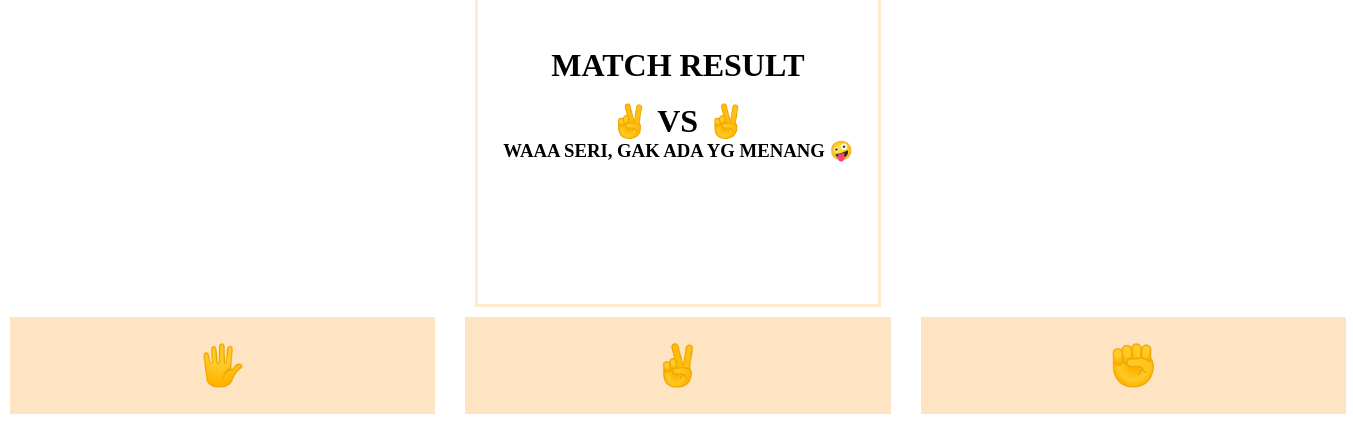 MATCH RESULT
✌️ VS ✌️
WAAA SERI, GAK ADA YG MENANG 🤪